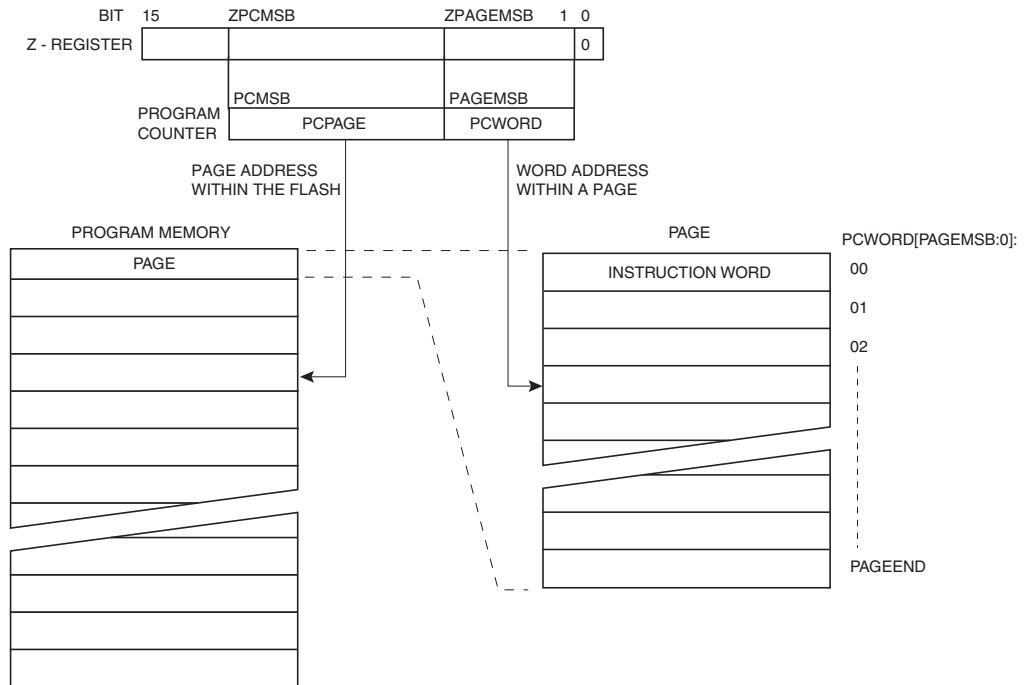 BIT 15 ZPCMSB ZPAGEMSB 1 0
Z - REGISTER 0
PCMSB PAGEMSB
PROGRAM
COUNTER
PCPAGE PCWORD
PAGE ADDRESS
WITHIN THE FLASH
WORD ADDRESS
WITHIN A PAGE
PROGRAM MEMORY
PAGE
PAGE
PCWORD[PAGEMSB:0]:
INSTRUCTION WORD
00
01
02
PAGEEND